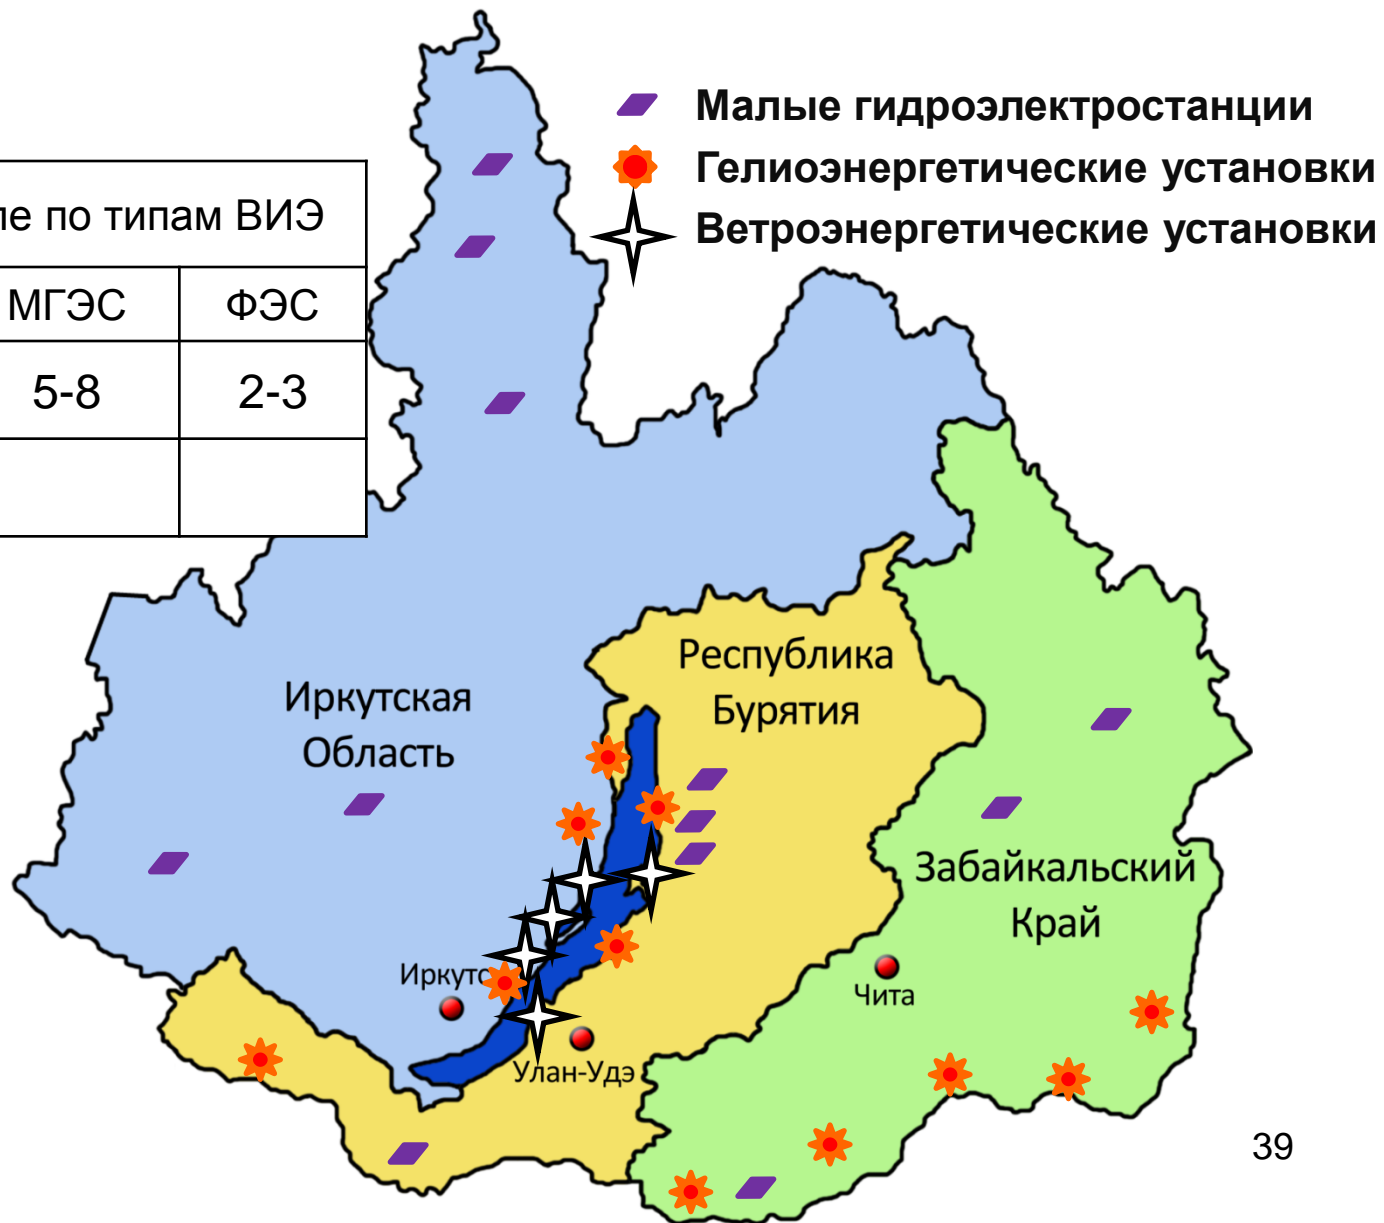 Малые гидроэлектростанции
Гелиоэнергетические установки
Ветроэнергетические установки
по типам ВИЭ
МГЭС ФЭС
5-8 2-3
Республика
Бурятия
Иркутская
Область
Забайкальский
Край
Иркутс
Чита
Улан-Удэ
39